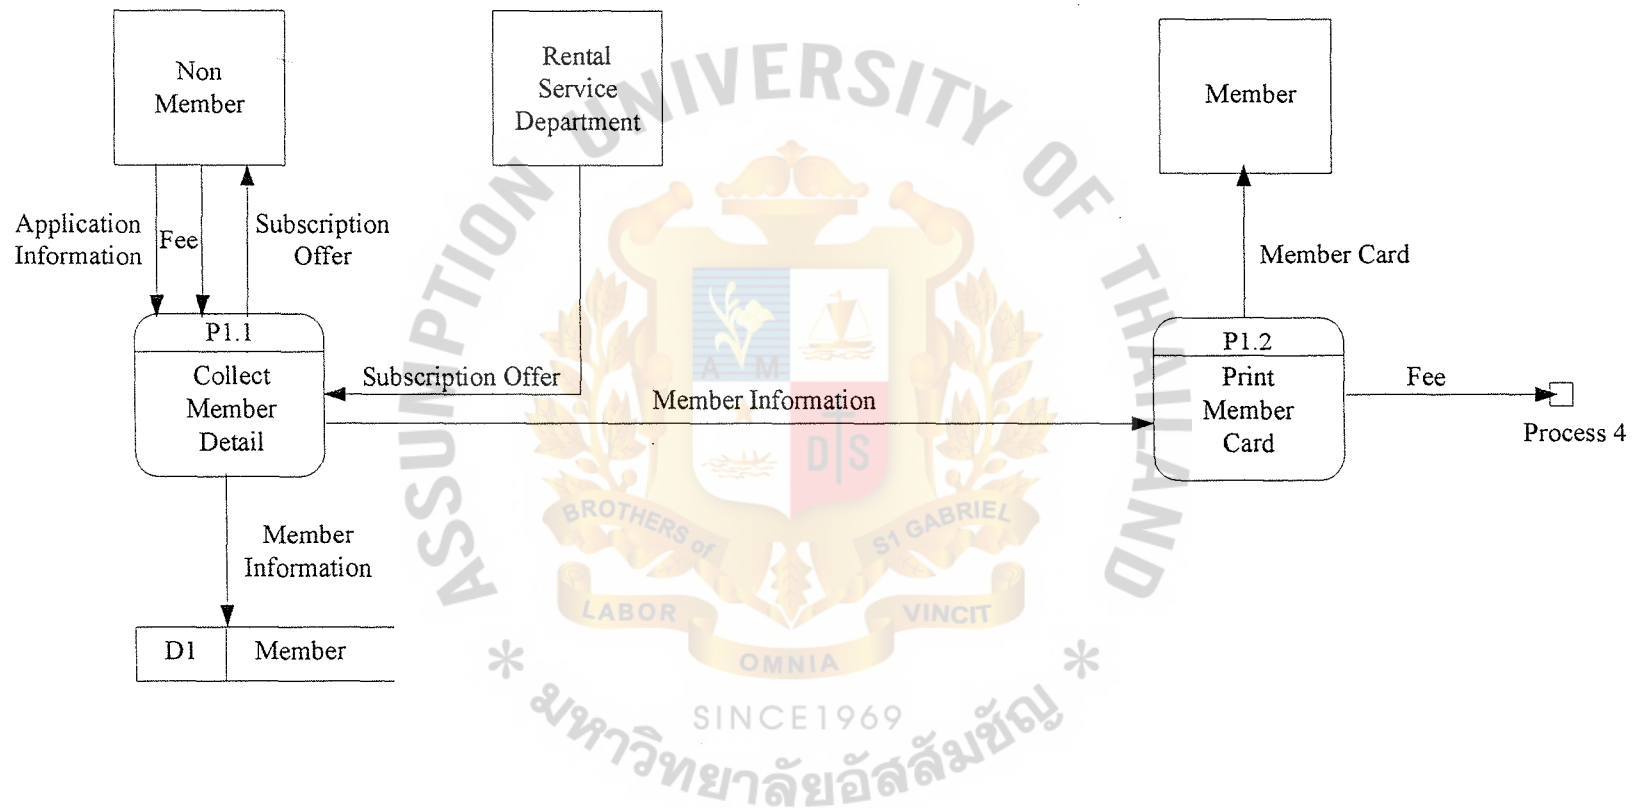 Non
Member
Rental
Service
Department
Member
Application
Information
Fee
Subscription
Offer
Member Card
P1.1
Collect
Member
Detail
Subscription Offer
Member Information
P1.2
Print
Member
Card
Fee
Process 4
Member
Information
D1
Member
ASSUMPTION UNIVERSITY OF THAILAND
A M
D S
BROTHERS of
S1 GABRIEL
LABOR
VINCIT
OMNIA
SINCE1969
* มหาวิทยาลัยอัสสัมชัญ *